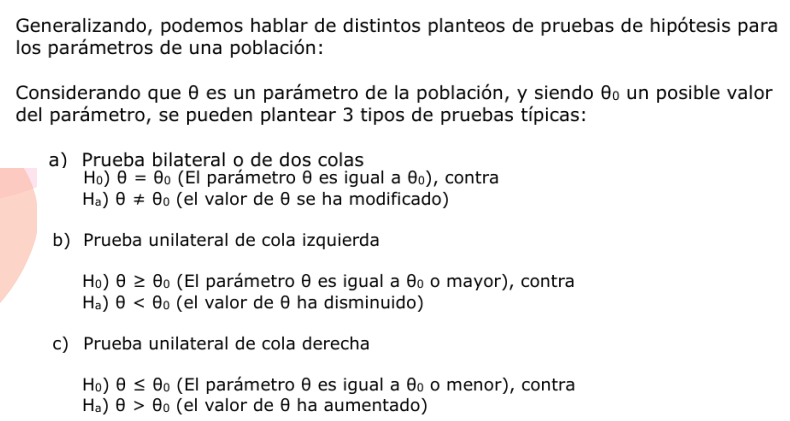 Generalizando, podemos hablar de distintos planteos de pruebas de hipótesis para
los parámetros de una población:
Considerando que θ es un parámetro de la población, y siendo θ₀ un posible valor
del parámetro, se pueden plantear 3 tipos de pruebas típicas:
a) Prueba bilateral o de dos colas
H₀) θ = θ₀ (El parámetro θ es igual a θ₀), contra
Hₐ) θ ≠ θ₀ (el valor de θ se ha modificado)
b) Prueba unilateral de cola izquierda
H₀) θ ≥ θ₀ (El parámetro θ es igual a θ₀ o mayor), contra
Hₐ) θ < θ₀ (el valor de θ ha disminuido)
c) Prueba unilateral de cola derecha
H₀) θ ≤ θ₀ (El parámetro θ es igual a θ₀ o menor), contra
Hₐ) θ > θ₀ (el valor de θ ha aumentado)